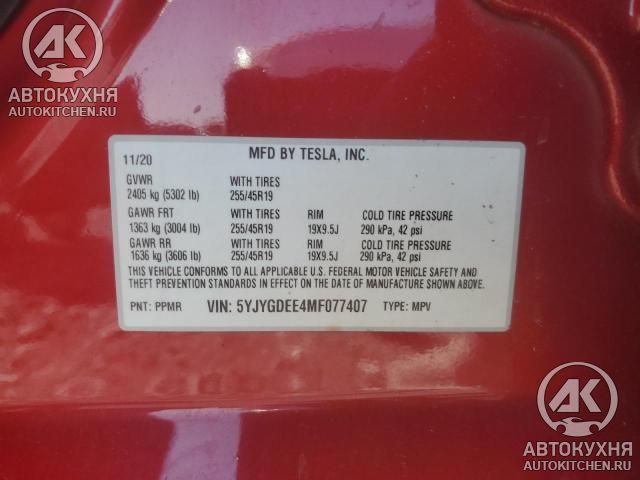 АК
АВТОКУХНЯ
AUTOKITCHEN.RU
11/20 MFD BY TESLA, INC.
GVWR WITH TIRES
2405 kg (5302 lb) 255/45R19
GAWR FRT WITH TIRES RIM COLD TIRE PRESSURE
1363 kg (3004 lb) 255/45R19 19X9.5J 290 kPa, 42 psi
GAWR RR WITH TIRES RIM COLD TIRE PRESSURE
1636 kg (3606 lb) 255/45R19 19X9.5J 290 kPa, 42 psi
THIS VEHICLE CONFORMS TO ALL APPLICABLE U.S. FEDERAL MOTOR VEHICLE SAFETY AND
THEFT PREVENTION STANDARDS IN EFFECT ON THE DATE OF MANUFACTURE SHOWN ABOVE.
PNT: PPMR VIN: 5YJYGDEE4MF077407 TYPE: MPV
АК
АВТОКУХНЯ
AUTOKITCHEN.RU